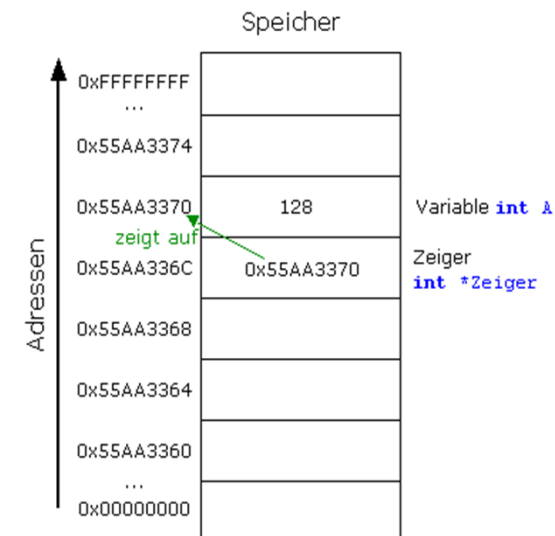 Speicher
0xFFFFFFFF
...
0x55AA3374
0x55AA3370
128
Variable int A
zeigt auf
0x55AA336C
0x55AA3370
Zeiger
int *Zeiger
0x55AA3368
0x55AA3364
0x55AA3360
...
0x00000000
Adressen